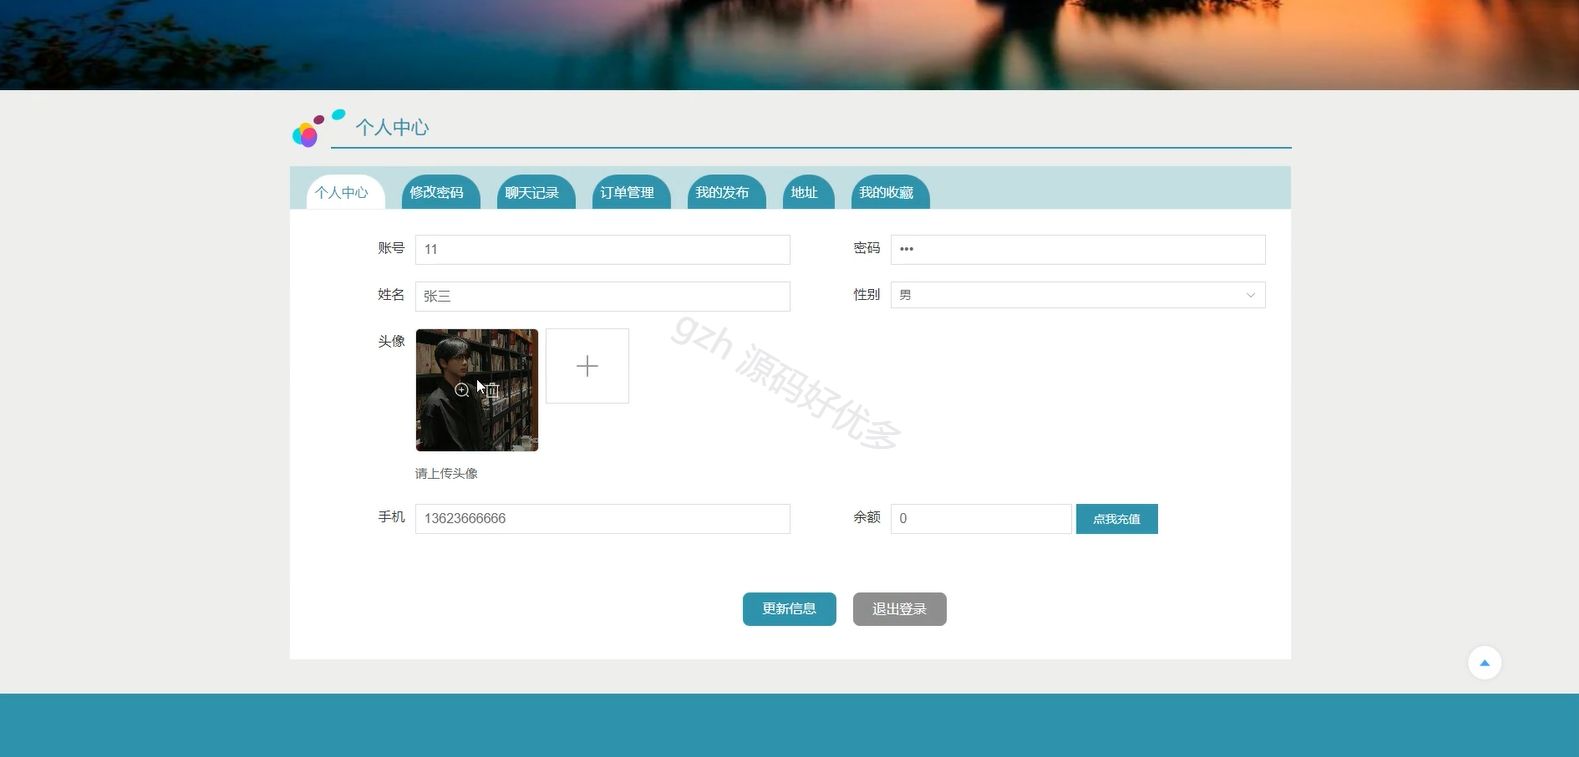 个人中心
个人中心
修改密码
聊天记录
订单管理
我的发布
地址
我的收藏
账号
11
密码
•••
姓名
张三
性别
男
头像
gzh 源码好优多
请上传头像
手机
13623666666
余额
0
点我充值
更新信息
退出登录